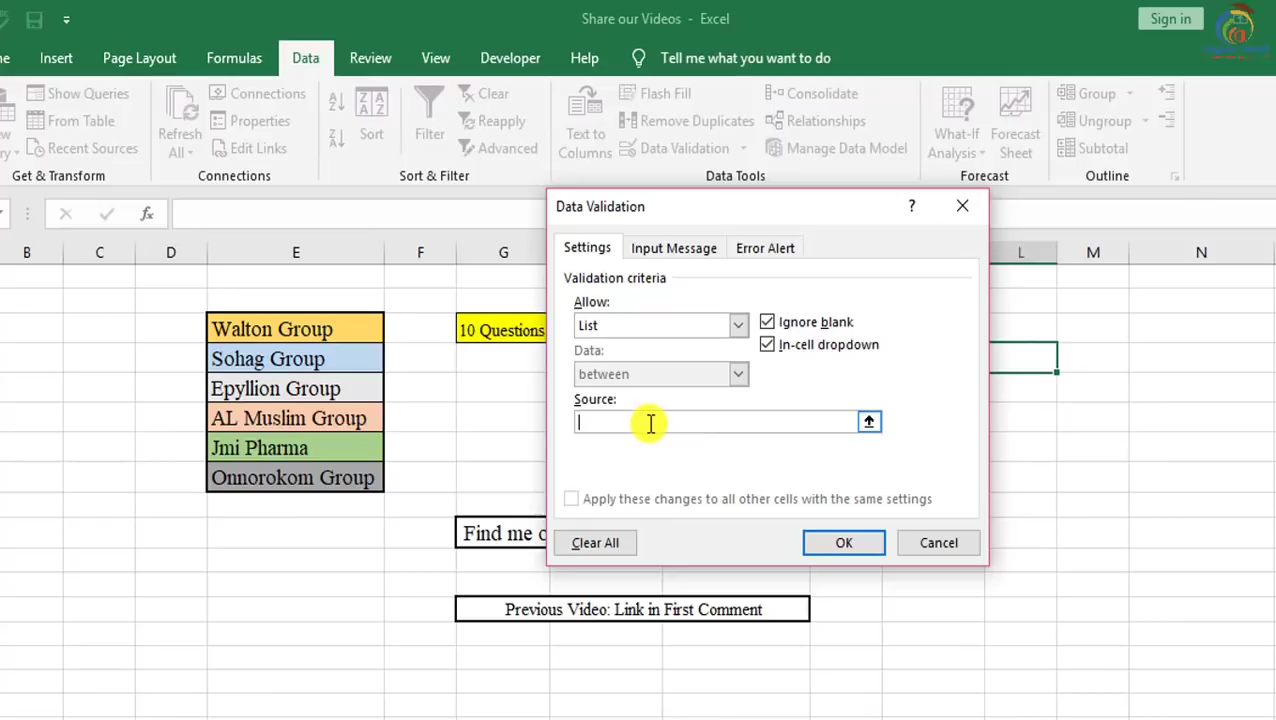 Share our Videos - Excel
Sign in
Insert
Page Layout
Formulas
Data
Review
View
Developer
Help
Tell me what you want to do
Show Queries
From Table
Recent Sources
Get & Transform
Refresh
All
Connections
Properties
Edit Links
Connections
Sort
Filter
Clear
Reapply
Advanced
Sort & Filter
Text to
Columns
Flash Fill
Remove Duplicates
Data Validation
Consolidate
Relationships
Manage Data Model
Data Tools
What-If
Analysis
Forecast
Sheet
Forecast
Group
Ungroup
Subtotal
Outline
fx
B C D E F G L M N
Walton Group
Sohag Group
Epyllion Group
AL Muslim Group
Jmi Pharma
Onnorokom Group
10 Questions
Find me o
Previous Video: Link in First Comment
Data Validation
?
Settings
Input Message
Error Alert
Validation criteria
Allow:
List
Ignore blank
In-cell dropdown
Data:
between
Source:
Apply these changes to all other cells with the same settings
Clear All
OK
Cancel